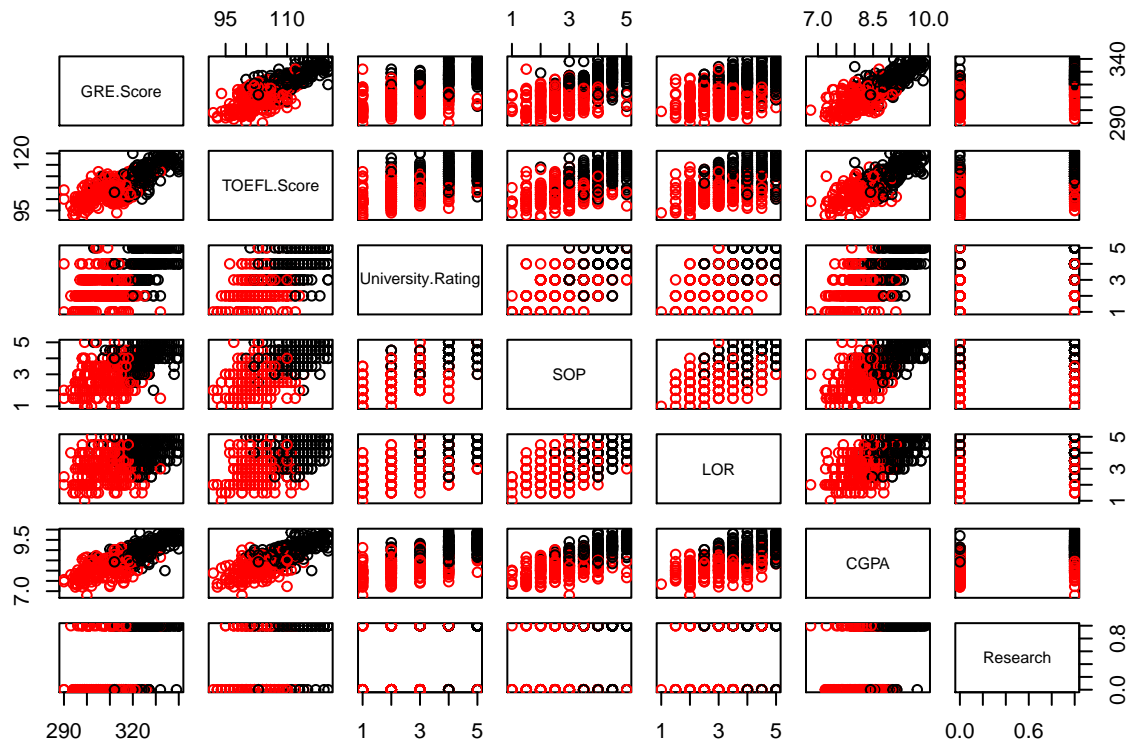 95 110 1 3 5 7.0 8.5 10.0
GRE.Score
290 340
95 120
TOEFL.Score
University.Rating
1 3 5
1 3 5
SOP
LOR
1 3 5
7.0 9.5
CGPA
Research
0.0 0.8
290 320 1 3 5 1 3 5 0.0 0.6